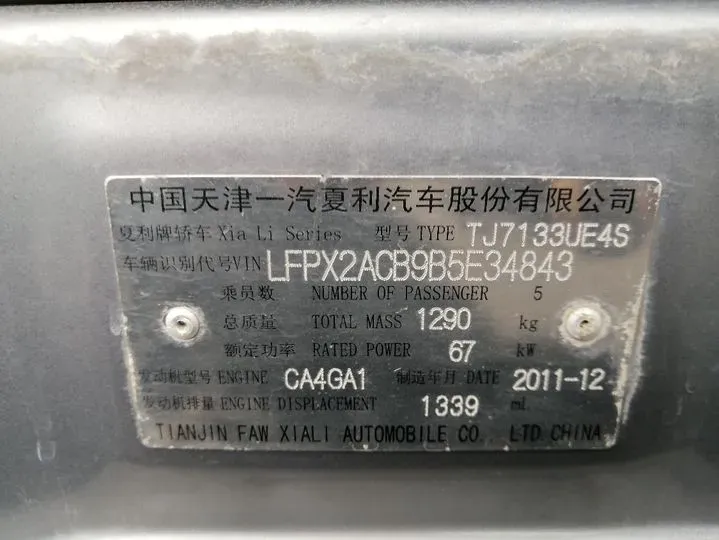 中国天津一汽夏利汽车股份有限公司
夏利牌轿车 Xia Li Series 型号 TYPE TJ7133UE4S
车辆识别代号VIN LFPX2ACB9B5E34843
乘员数 NUMBER OF PASSENGER 5
总质量 TOTAL MASS 1290 kg
额定功率 RATED POWER 67 kW
发动机型号 ENGINE CA4GA1 制造年月 DATE 2011-12
发动机排量 ENGINE DISPLACEMENT 1339 ml
TIANJIN FAW XIALI AUTOMOBILE CO., LTD.CHINA